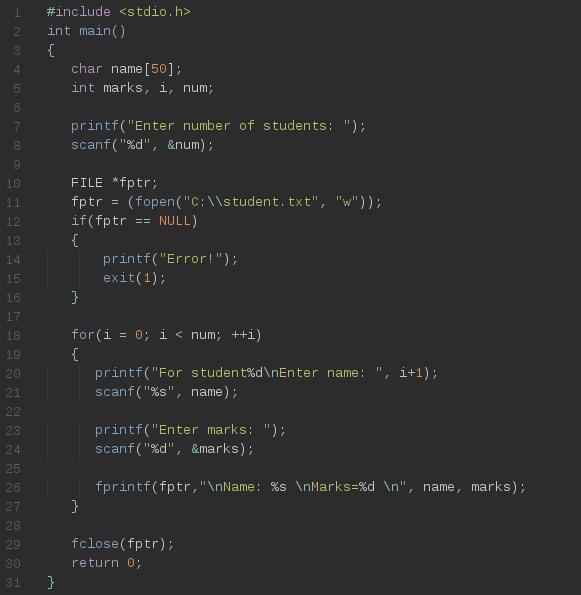 1 #include <stdio.h>
2 int main()
3 {
4 char name[50];
5 int marks, i, num;
6
7 printf("Enter number of students: ");
8 scanf("%d", &num);
9
10 FILE *fptr;
11 fptr = (fopen("C:\\student.txt", "w"));
12 if(fptr == NULL)
13 {
14 printf("Error!");
15 exit(1);
16 }
17
18 for(i = 0; i < num; ++i)
19 {
20 printf("For student%d\nEnter name: ", i+1);
21 scanf("%s", name);
22
23 printf("Enter marks: ");
24 scanf("%d", &marks);
25
26 fprintf(fptr,"\nName: %s \nMarks=%d \n", name, marks);
27 }
28
29 fclose(fptr);
30 return 0;
31 }